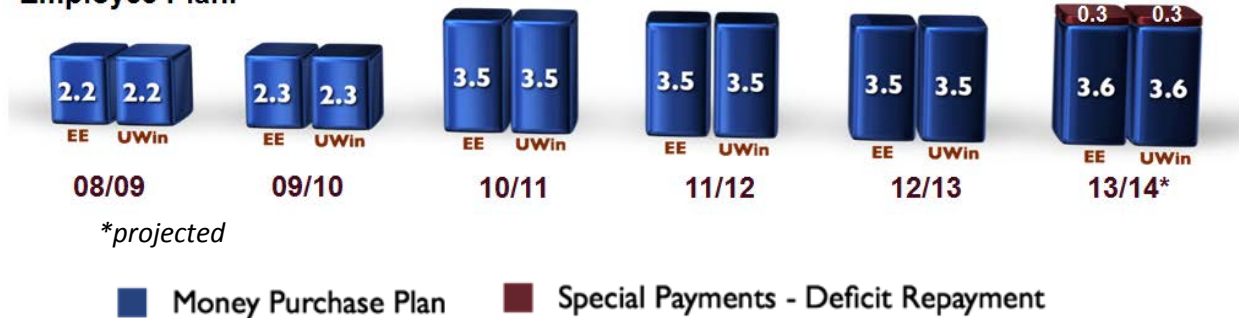 0.3 0.3
2.2 2.2 2.3 2.3 3.5 3.5 3.5 3.5 3.5 3.5 3.6 3.6
EE UWin EE UWin EE UWin EE UWin EE UWin EE UWin
08/09 09/10 10/11 11/12 12/13 13/14*
*projected
Money Purchase Plan Special Payments - Deficit Repayment